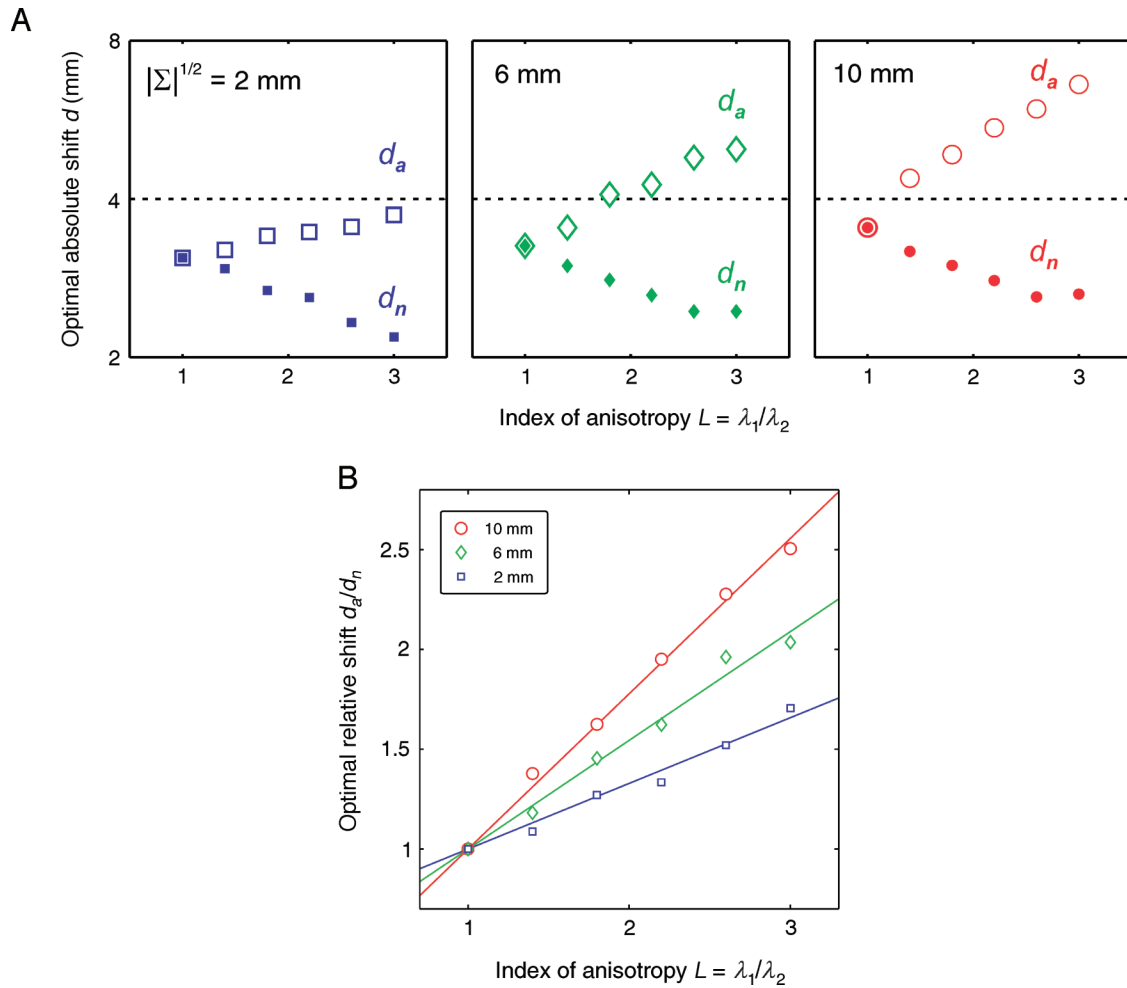 A
|Σ|^1/2 = 2 mm
6 mm
10 mm
8
4
2
Optimal absolute shift d (mm)
d_a
d_n
d_a
d_n
d_a
d_n
1 2 3
1 2 3
1 2 3
Index of anisotropy L = λ1/λ2
B
10 mm
6 mm
2 mm
2.5
2
1.5
1
Optimal relative shift d_a/d_n
1 2 3
Index of anisotropy L = λ1/λ2